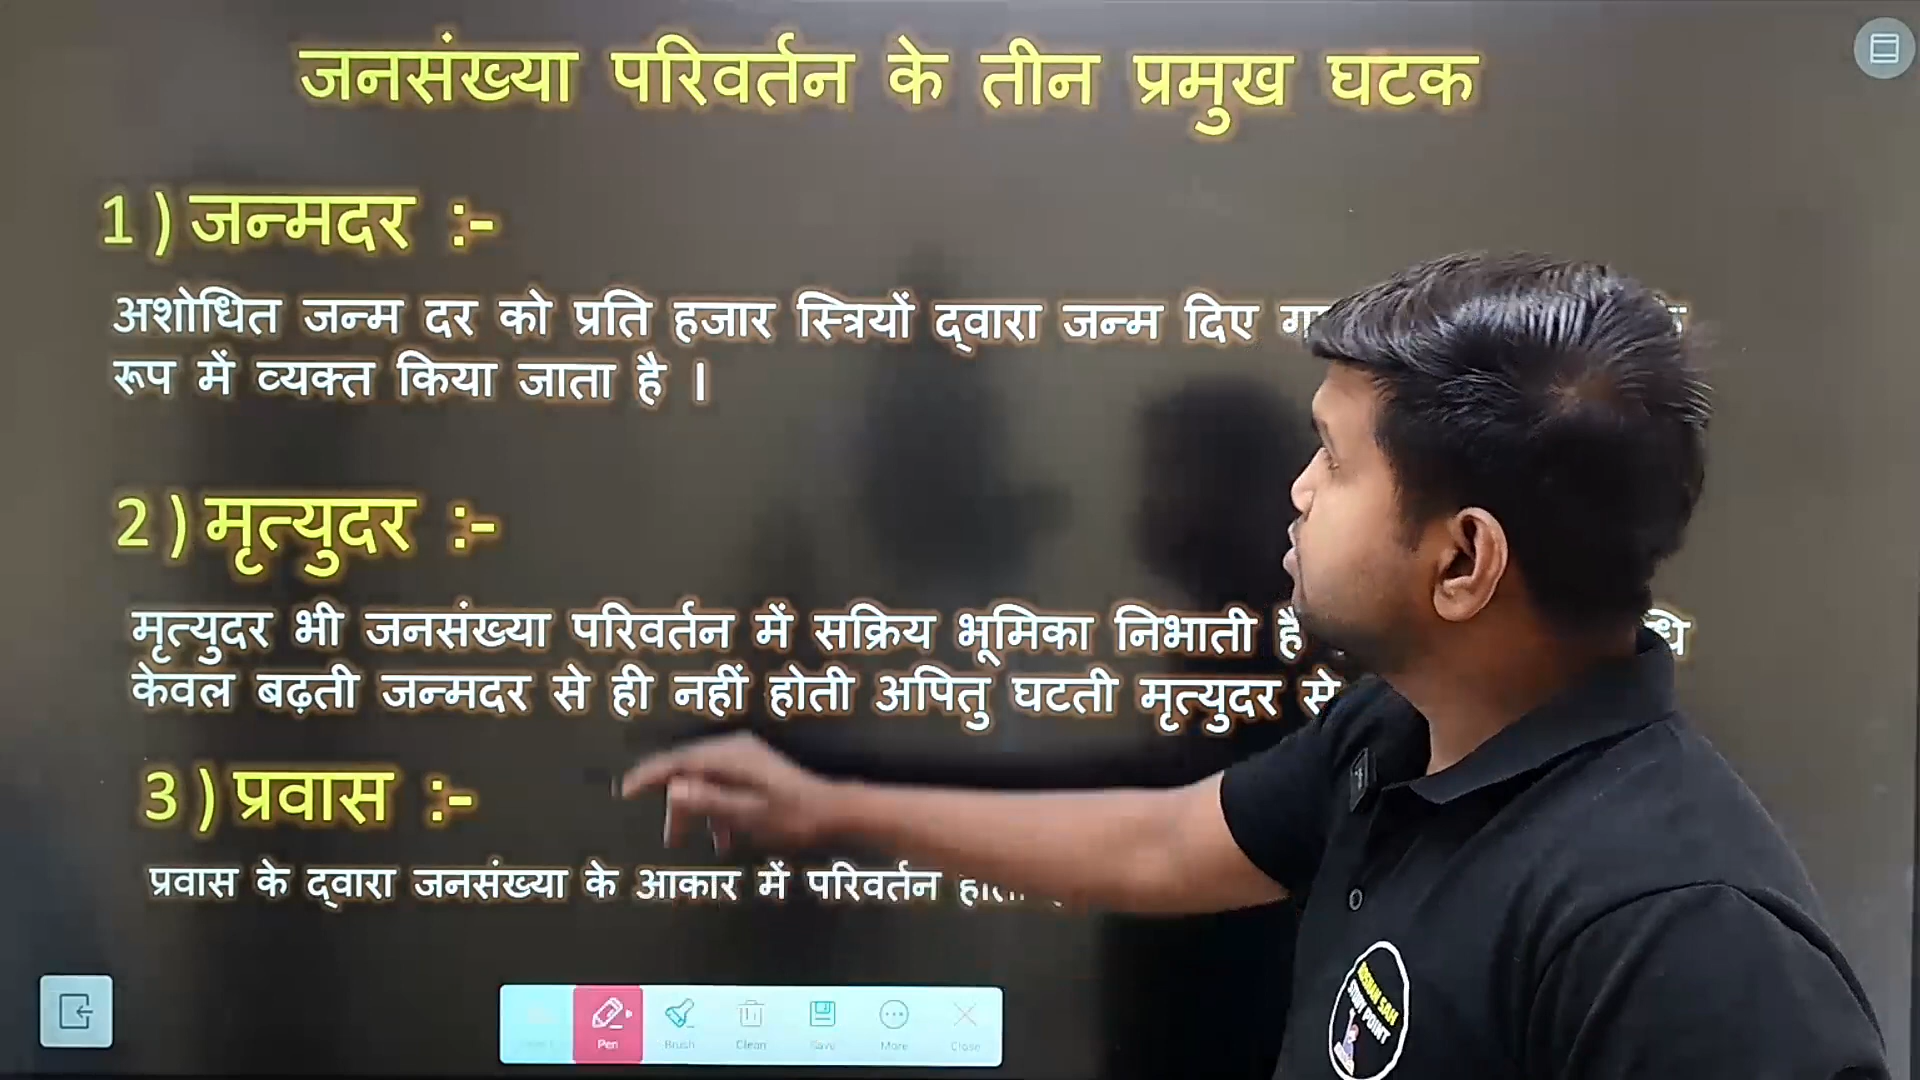 जनसंख्या परिवर्तन के तीन प्रमुख घटक
1 ) जन्मदर :-
अशोधित जन्म दर को प्रति हजार स्त्रियों द्वारा जन्म दिए
रूप में व्यक्त किया जाता है ।
2 ) मृत्युदर :-
मृत्युदर भी जनसंख्या परिवर्तन में सक्रिय भूमिका निभाती है
केवल बढ़ती जन्मदर से ही नहीं होती अपितु घटती मृत्युदर से
3 ) प्रवास :-
प्रवास के द्वारा जनसंख्या के आकार में परिवर्तन
Pen Brush Clean Save More Close
STUDY POINT